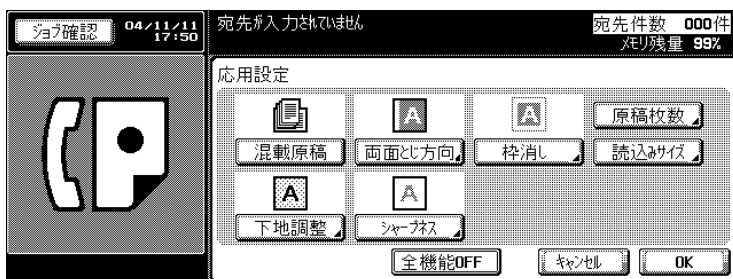 ジョブ確認 04/11/11 17:50
宛先が入力されていません
宛先件数 000件
メモリ残量 99%
応用設定
混載原稿 両面とじ方向 枠消し 原稿枚数
読込みサイズ
下地調整 シャープネス
全機能OFF キャンセル OK